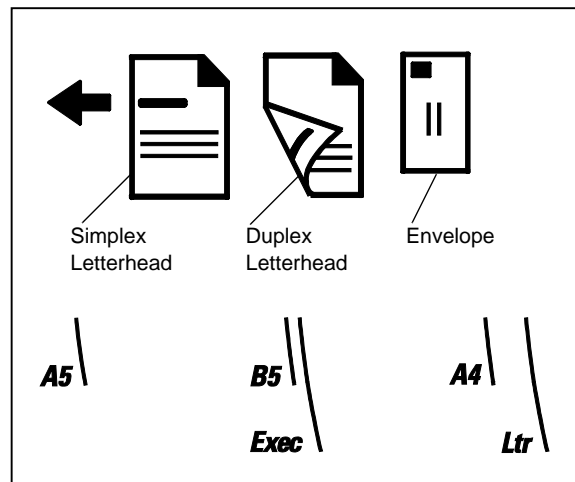 Simplex
Letterhead
Duplex
Letterhead
Envelope
A5
B5
A4
Exec
Ltr